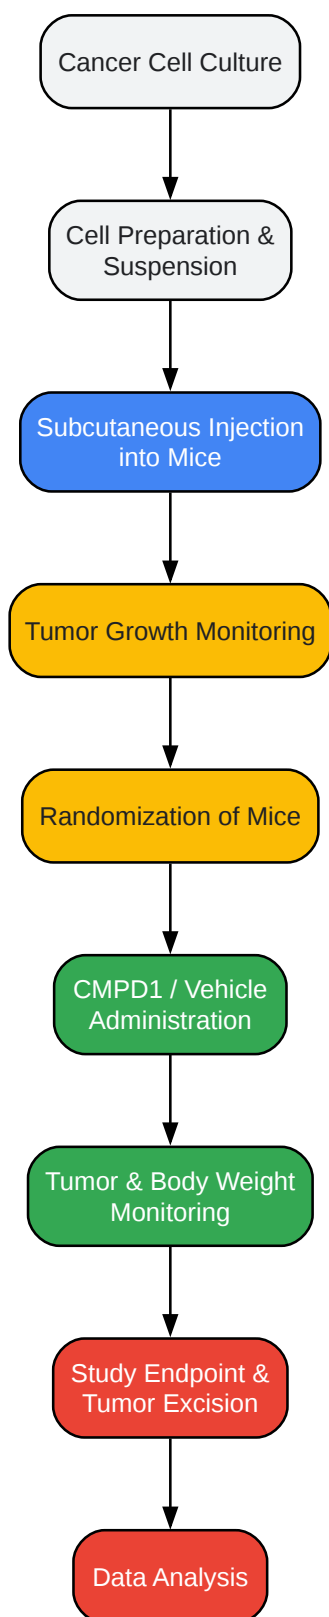 Cancer Cell Culture
Cell Preparation &
Suspension
Subcutaneous Injection
into Mice
Tumor Growth Monitoring
Randomization of Mice
CMPD1 / Vehicle
Administration
Tumor & Body Weight
Monitoring
Study Endpoint &
Tumor Excision
Data Analysis